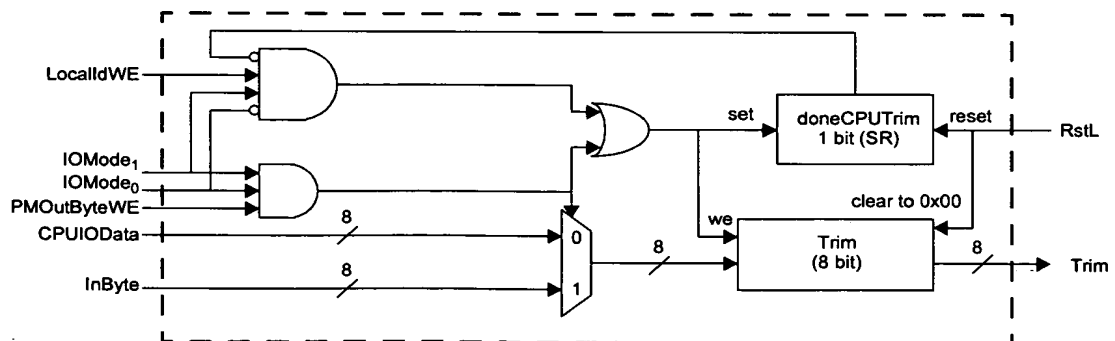 LocalIdWE
IOMode1
IOMode0
PMOutByteWE
CPUIOData
InByte
8
8
0
1
set
doneCPUTrim
1 bit (SR)
reset
RstL
clear to 0x00
we
8
Trim
(8 bit)
8
Trim